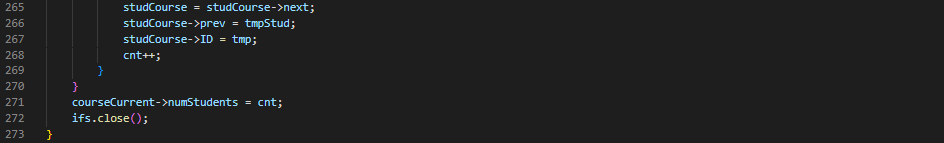 265 studCourse = studCourse->next;
266 studCourse->prev = tmpStud;
267 studCourse->ID = tmp;
268 cnt++;
269 }
270 }
271 courseCurrent->numStudents = cnt;
272 ifs.close();
273 }